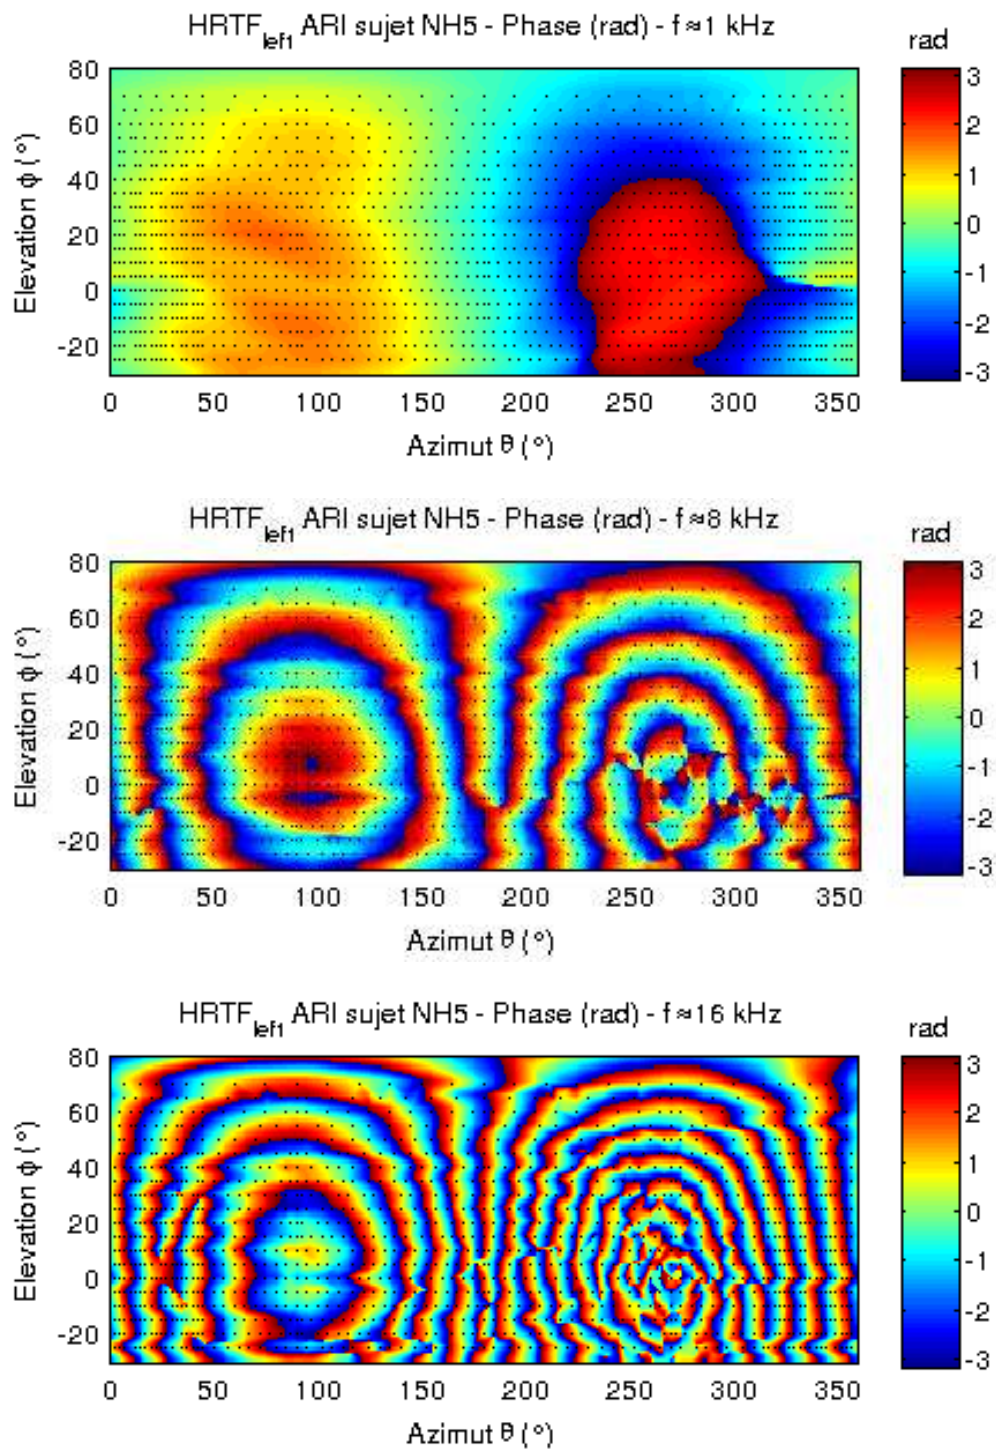 HRTF_left ARI sujet NH5 - Phase (rad) - f≈1 kHz
rad
Elevation ϕ (°)
80
60
40
20
0
-20
0 50 100 150 200 250 300 350
Azimut θ (°)
3
2
1
0
-1
-2
-3
HRTF_left ARI sujet NH5 - Phase (rad) - f≈8 kHz
rad
Elevation ϕ (°)
80
60
40
20
0
-20
0 50 100 150 200 250 300 350
Azimut θ (°)
3
2
1
0
-1
-2
-3
HRTF_left ARI sujet NH5 - Phase (rad) - f≈16 kHz
rad
Elevation ϕ (°)
80
60
40
20
0
-20
0 50 100 150 200 250 300 350
Azimut θ (°)
3
2
1
0
-1
-2
-3